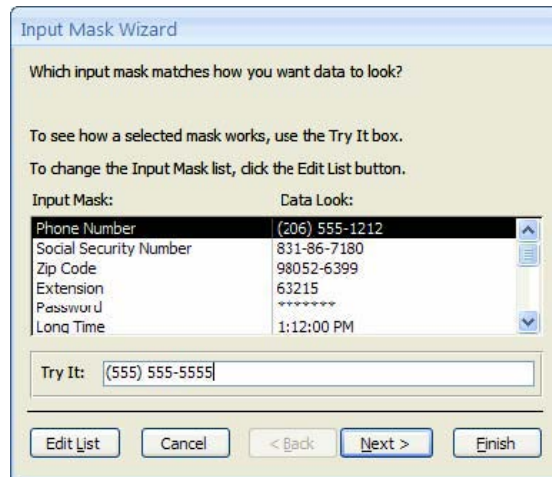 Input Mask Wizard
Which input mask matches how you want data to look?
To see how a selected mask works, use the Try It box.
To change the Input Mask list, click the Edit List button.
Input Mask: Data Look:
Phone Number (206) 555-1212
Social Security Number 831-86-7180
Zip Code 98052-6399
Extension 63215
Password *******
Long Time 1:12:00 PM
Try It: (555) 555-5555
Edit List Cancel < Back Next > Finish